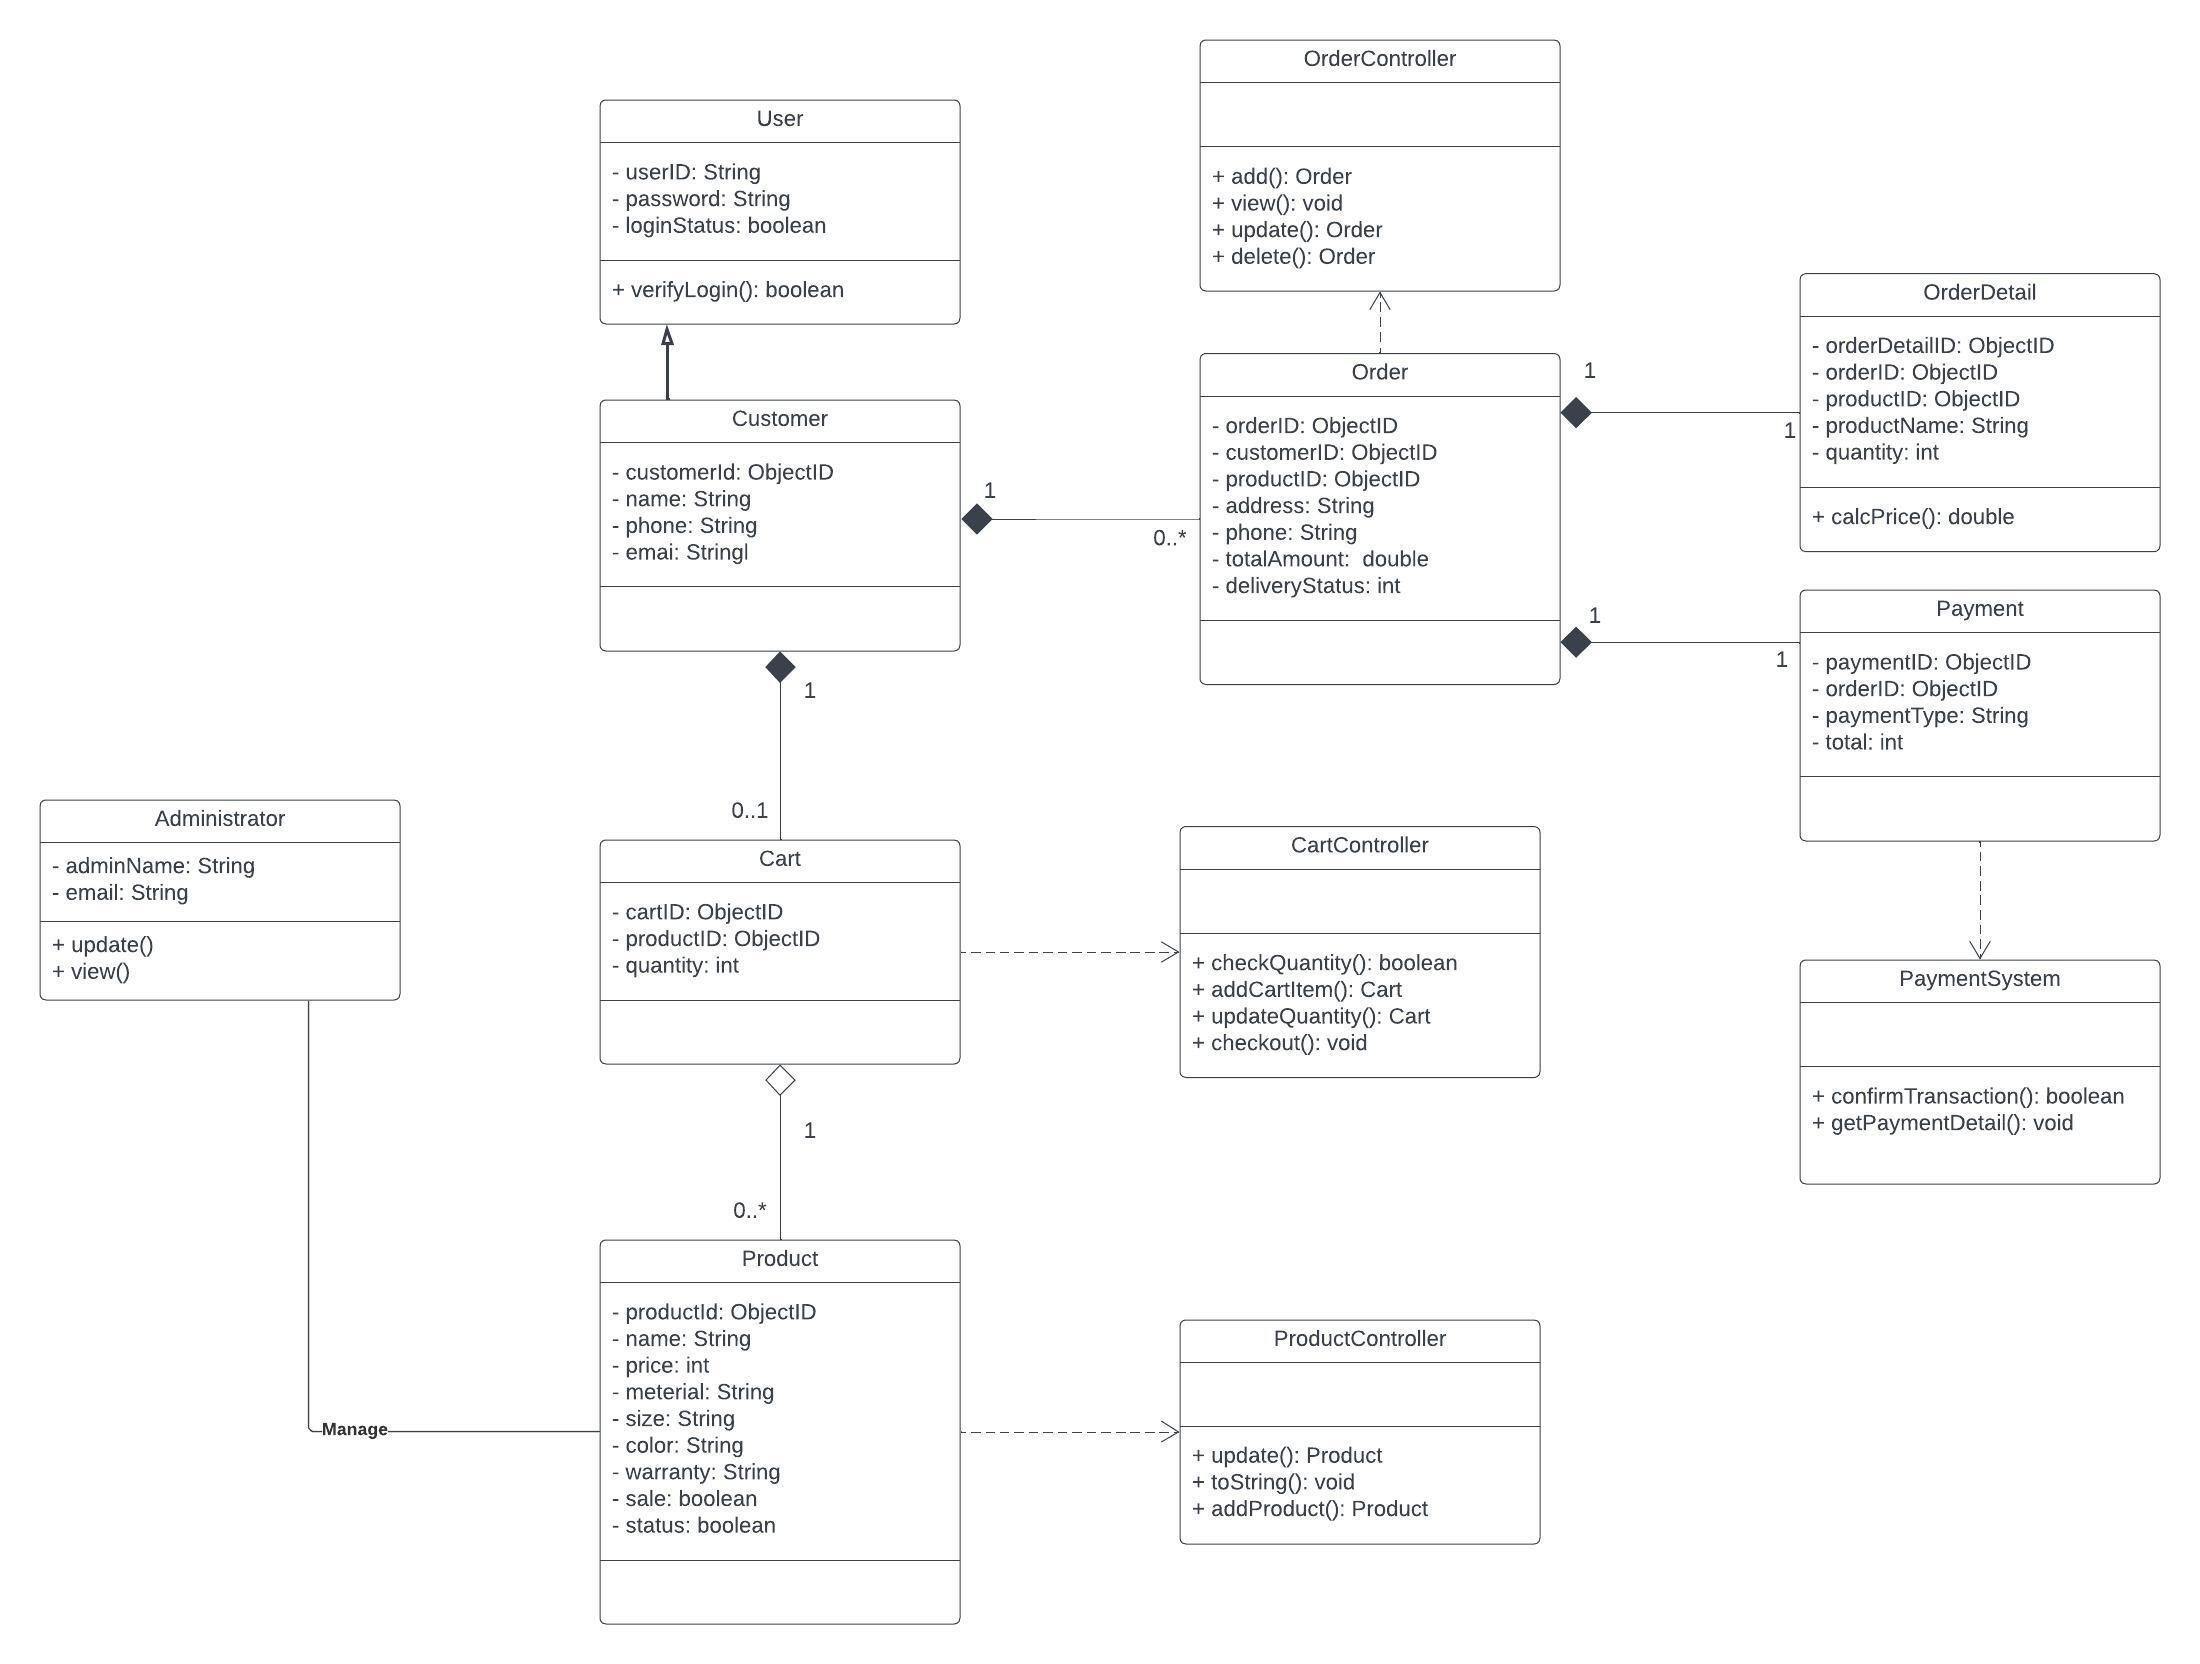 OrderController
+ add(): Order
+ view(): void
+ update(): Order
+ delete(): Order
User
- userID: String
- password: String
- loginStatus: boolean
+ verifyLogin(): boolean
OrderDetail
- orderDetailID: ObjectID
- orderID: ObjectID
- productID: ObjectID
- productName: String
- quantity: int
+ calcPrice(): double
Order
- orderID: ObjectID
- customerID: ObjectID
- productID: ObjectID
- address: String
- phone: String
- totalAmount:  double
- deliveryStatus: int
1
1
Customer
- customerId: ObjectID
- name: String
- phone: String
- emai: Stringl
1
0..*
1
1
Payment
- paymentID: ObjectID
- orderID: ObjectID
- paymentType: String
- total: int
1
0..1
Administrator
- adminName: String
- email: String
+ update()
+ view()
Cart
- cartID: ObjectID
- productID: ObjectID
- quantity: int
CartController
+ checkQuantity(): boolean
+ addCartItem(): Cart
+ updateQuantity(): Cart
+ checkout(): void
PaymentSystem
+ confirmTransaction(): boolean
+ getPaymentDetail(): void
1
0..*
Product
- productId: ObjectID
- name: String
- price: int
- meterial: String
- size: String
- color: String
- warranty: String
- sale: boolean
- status: boolean
Manage
ProductController
+ update(): Product
+ toString(): void
+ addProduct(): Product